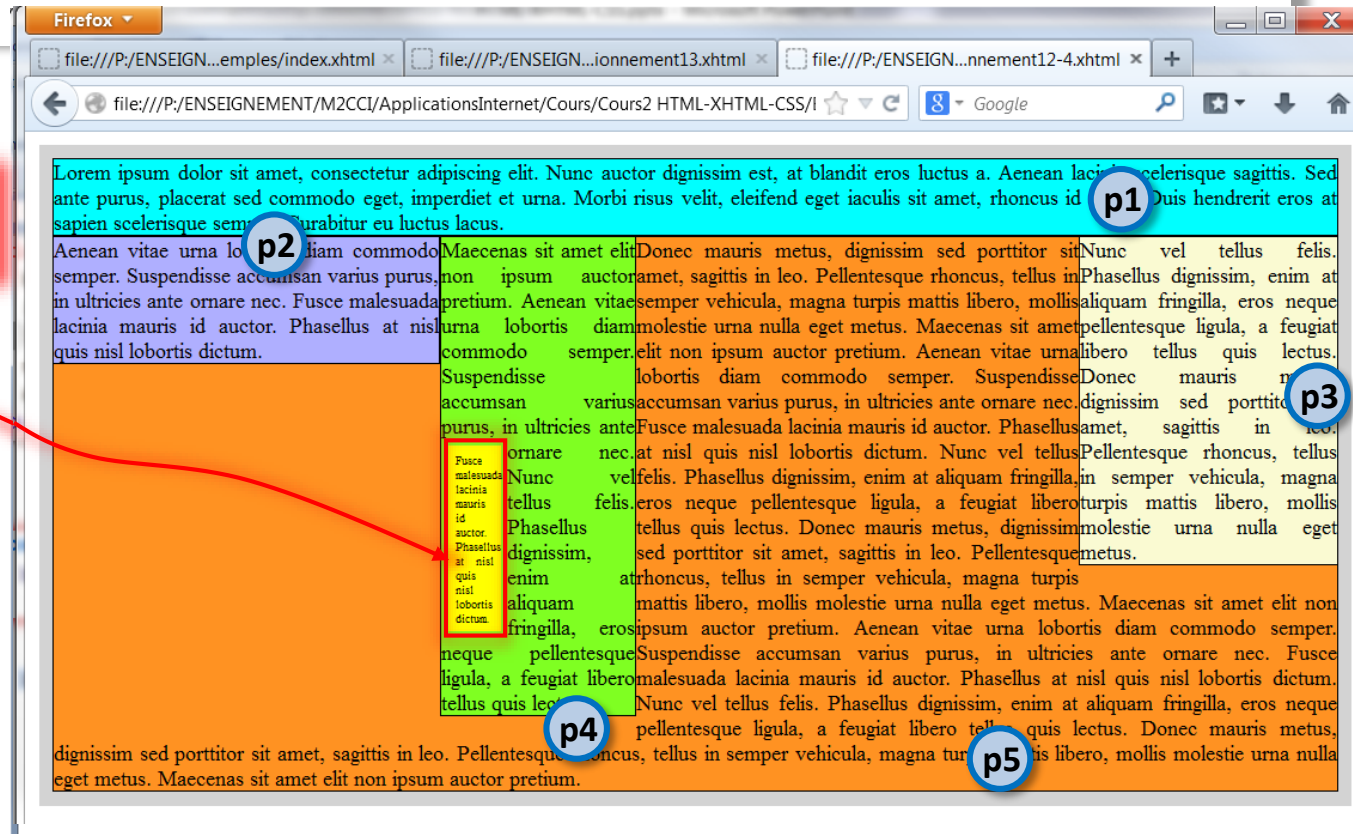 Firefox
file:///P:/ENSEIGN...emples/index.xhtml
file:///P:/ENSEIGN...ionnement13.xhtml
file:///P:/ENSEIGN...nnement12-4.xhtml
file:///P:/ENSEIGNEMENT/M2CCI/ApplicationsInternet/Cours/Cours2 HTML-XHTML-CSS/
Google
Lorem ipsum dolor sit amet, consectetur adipiscing elit. Nunc auctor dignissim est, at blandit eros luctus a. Aenean scelerisque sagittis. Sed
ante purus, placerat sed commodo eget, imperdiet et urna. Morbi risus velit, eleifend eget iaculis sit amet, rhoncus id Duis hendrerit eros at
sapien scelerisque Curabitur eu luctus lacus.
p1
p2
Aenean vitae urna diam commodo
semper. Suspendisse accumsan varius purus,
in ultricies ante ornare nec. Fusce malesuada
lacinia mauris id auctor. Phasellus at nisl
quis nisl lobortis dictum.
Maecenas sit amet elit
non ipsum auctor
pretium. Aenean vitae
urna lobortis diam
commodo semper.
Suspendisse
accumsan varius
purus, in ultricies ante
ornare nec.
Nunc vel
tellus felis.
Phasellus
dignissim,
enim at
aliquam
fringilla, eros
neque pellentesque
ligula, a feugiat libero
tellus quis
p4
Fusce
malesuada
lacinia
mauris
id
auctor.
Phasellus
at nisl
quis
nisl
lobortis
dictum.
Donec mauris metus, dignissim sed porttitor sit
amet, sagittis in leo. Pellentesque rhoncus, tellus in
semper vehicula, magna turpis mattis libero, mollis
molestie urna nulla eget metus. Maecenas sit amet
elit non ipsum auctor pretium. Aenean vitae urna
lobortis diam commodo semper. Suspendisse
accumsan varius purus, in ultricies ante ornare nec.
Fusce malesuada lacinia mauris id auctor. Phasellus
at nisl quis nisl lobortis dictum. Nunc vel tellus
felis. Phasellus dignissim, enim at aliquam fringilla,
eros neque pellentesque ligula, a feugiat libero
tellus quis lectus. Donec mauris metus, dignissim
sed porttitor sit amet, sagittis in leo. Pellentesque
rhoncus, tellus in semper vehicula, magna turpis
mattis libero, mollis molestie urna nulla eget metus. Maecenas sit amet elit non
ipsum auctor pretium. Aenean vitae urna lobortis diam commodo semper.
Suspendisse accumsan varius purus, in ultricies ante ornare nec. Fusce
malesuada lacinia mauris id auctor. Phasellus at nisl quis nisl lobortis dictum.
Nunc vel tellus felis. Phasellus dignissim, enim at aliquam fringilla, eros neque
pellentesque ligula, a feugiat libero tellus quis lectus. Donec mauris metus,
dignissim sed porttitor sit amet, sagittis in leo. Pellentesque rhoncus, tellus in semper vehicula, magna libero, mollis molestie urna nulla
eget metus. Maecenas sit amet elit non ipsum auctor pretium.
p5
Nunc vel tellus felis.
Phasellus dignissim, enim at
aliquam fringilla, eros neque
pellentesque ligula, a feugiat
libero tellus quis lectus.
Donec mauris
dignissim sed
amet, sagittis in leo.
Pellentesque rhoncus, tellus
in semper vehicula, magna
turpis mattis libero, mollis
molestie urna nulla eget
metus.
p3